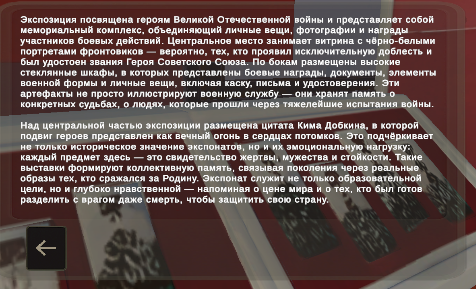 Экспозиция посвящена героям Великой Отечественной войны и представляет собой
мемориальный комплекс, объединяющий личные вещи, фотографии и награды
участников боевых действий. Центральное место занимает витрина с чёрно-белыми
портретами фронтовиков — вероятно, тех, кто проявил исключительную доблесть и
был удостоен звания Героя Советского Союза. По бокам размещены высокие
стеклянные шкафы, в которых представлены боевые награды, документы, элементы
военной формы и личные вещи, включая каску, письма и удостоверения. Эти
артефакты не просто иллюстрируют военную службу — они хранят память о
конкретных судьбах, о людях, которые прошли через тяжелейшие испытания войны.
Над центральной частью экспозиции размещена цитата Кима Добкина, в которой
подвиг героев представлен как вечный огонь в сердцах потомков. Это подчёркивает
не только историческое значение экспонатов, но и их эмоциональную нагрузку:
каждый предмет здесь — это свидетельство жертвы, мужества и стойкости. Такие
выставки формируют коллективную память, связывая поколения через реальные
образы тех, кто сражался за Родину. Экспонат служит не только образовательной
цели, но и глубоко нравственной — напоминая о цене мира и о тех, кто был готов
разделить с врагом даже смерть, чтобы защитить свою страну.